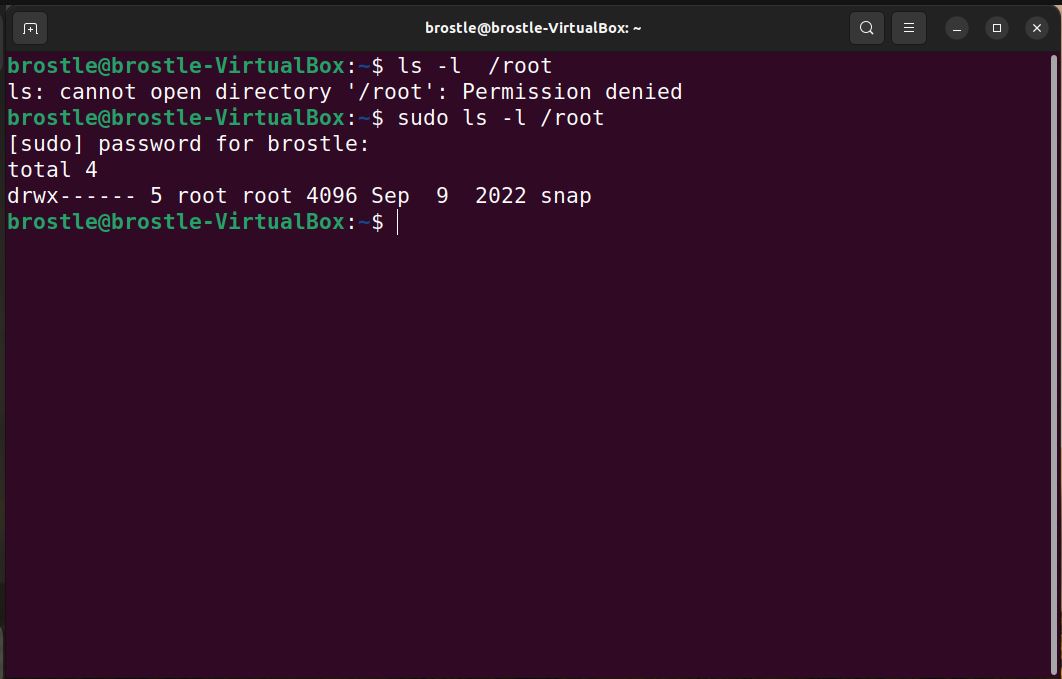 brostle@brostle-VirtualBox: ~
brostle@brostle-VirtualBox:~$ ls -l  /root
ls: cannot open directory '/root': Permission denied
brostle@brostle-VirtualBox:~$ sudo ls -l /root
[sudo] password for brostle:
total 4
drwx------ 5 root root 4096 Sep  9  2022 snap
brostle@brostle-VirtualBox:~$